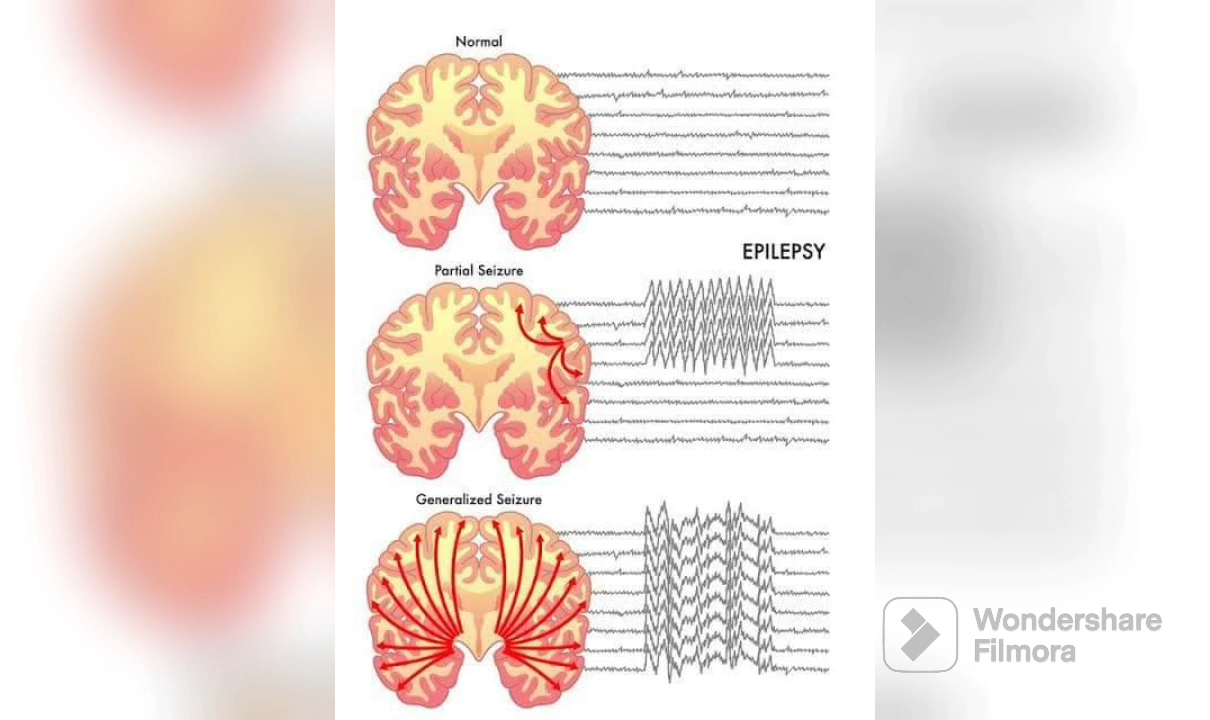 Normal
EPILEPSY
Partial Seizure
Generalized Seizure
Wondershare
Filmora